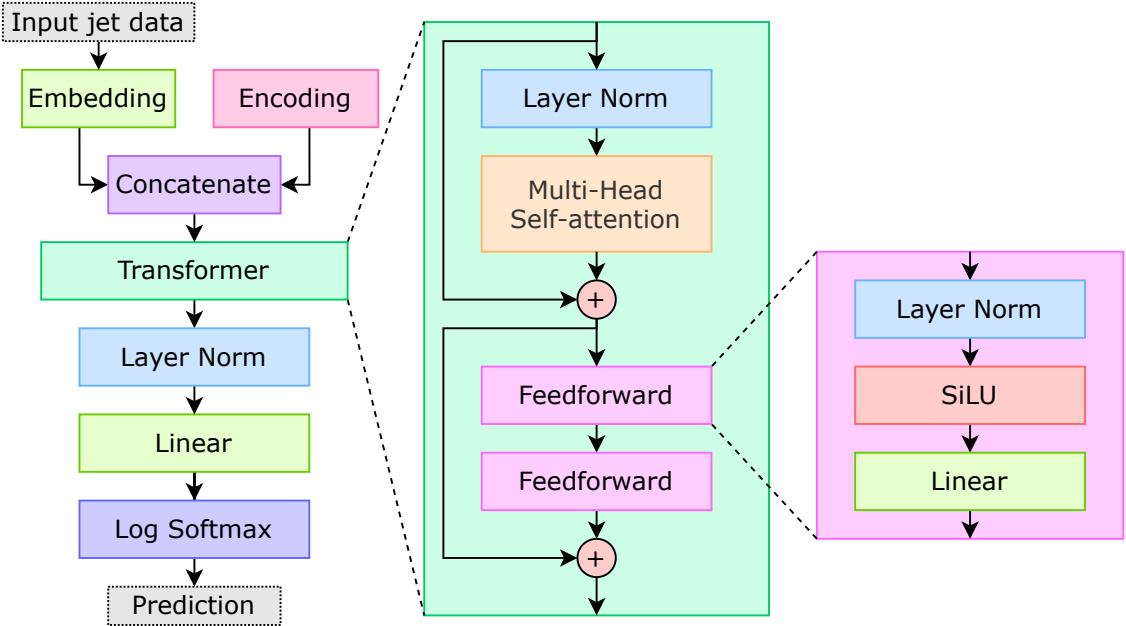 Input jet data
Embedding
Encoding
Concatenate
Transformer
Layer Norm
Linear
Log Softmax
Prediction
Layer Norm
Multi-Head
Self-attention
+
Feedforward
Feedforward
+
Layer Norm
SiLU
Linear